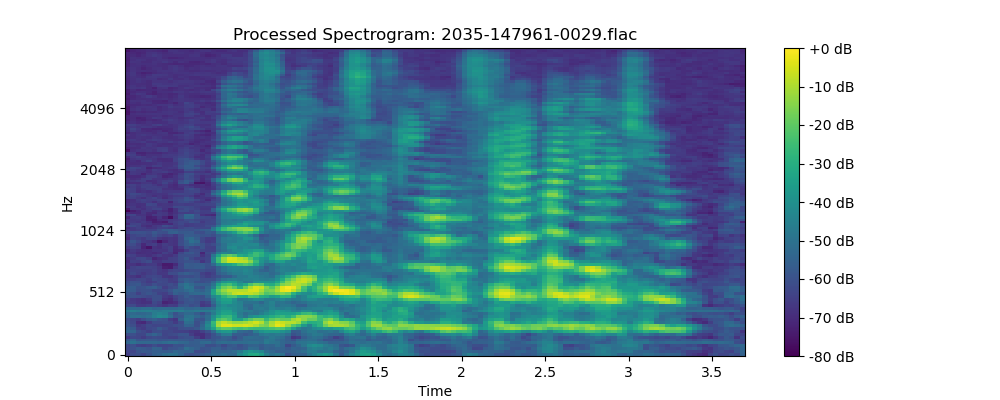 Processed Spectrogram: 2035-147961-0029.flac
Hz
4096
2048
1024
512
0
0
0.5
1
1.5
2
2.5
3
3.5
Time
+0 dB
-10 dB
-20 dB
-30 dB
-40 dB
-50 dB
-60 dB
-70 dB
-80 dB